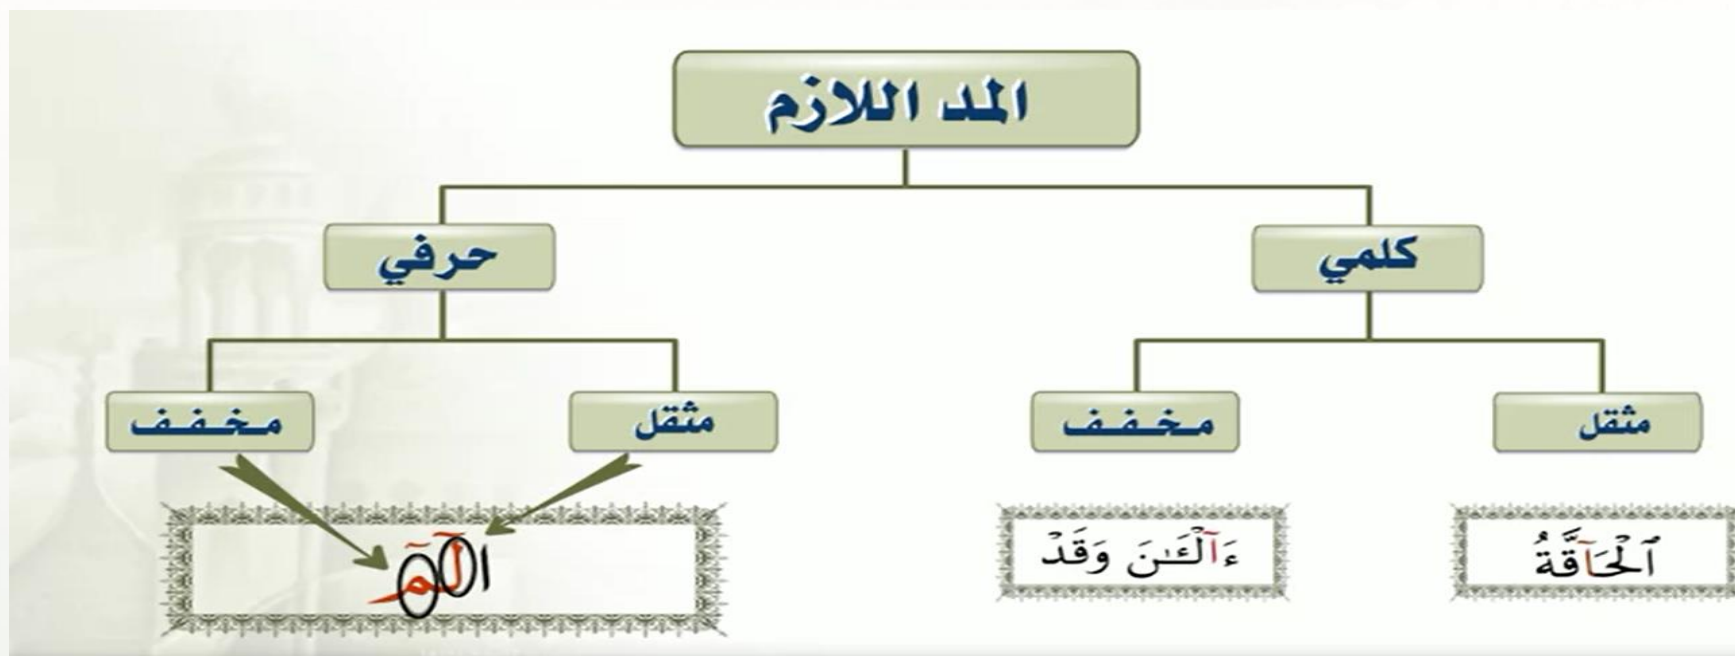 المد اللازم
كلمي
حرفي
مثقل
مخفف
مثقل
مخفف
ٱلْحَآقَّةُ
ءَآلْـَٔـٰنَ وَقَدْ
الٓمٓ